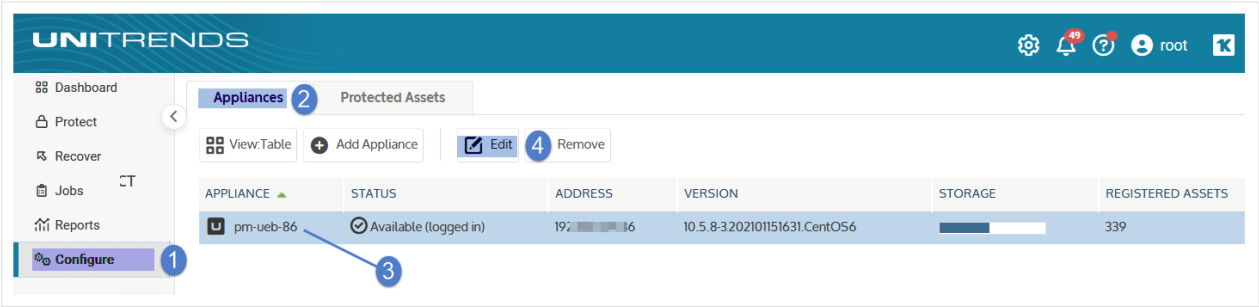 UNITRENDS
49
root
Dashboard
Protect
Recover
Jobs
CT
Reports
Configure 1
Appliances 2 Protected Assets
View:Table Add Appliance Edit 4 Remove
APPLIANCE STATUS ADDRESS VERSION STORAGE REGISTERED ASSETS
pm-ueb-86 Available (logged in) 192 6 10.5.8-3.202101151631.CentOS6 339
3